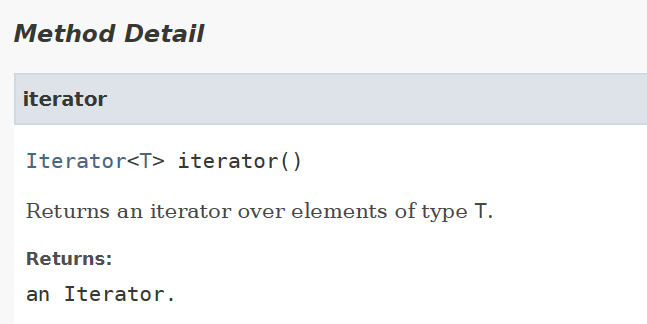 Method Detail
iterator
Iterator<T> iterator()
Returns an iterator over elements of type T.
Returns:
an Iterator.